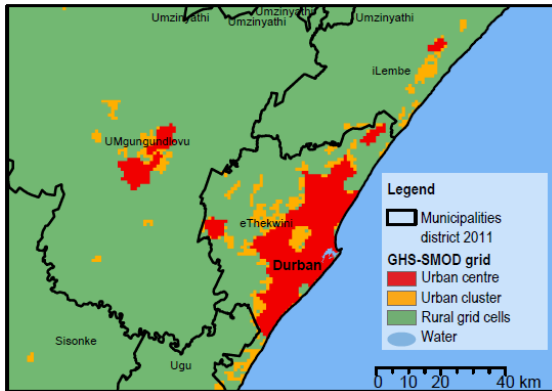 Umzinyathi
Umzinyathi
Umzinyathi
Umzinyathi
iLembe
UMgungundlovu
eThekwini
Durban
Sisonke
Ugu
Legend
Municipalities
district 2011
GHS-SMOD grid
Urban centre
Urban cluster
Rural grid cells
Water
0 10 20 40 km